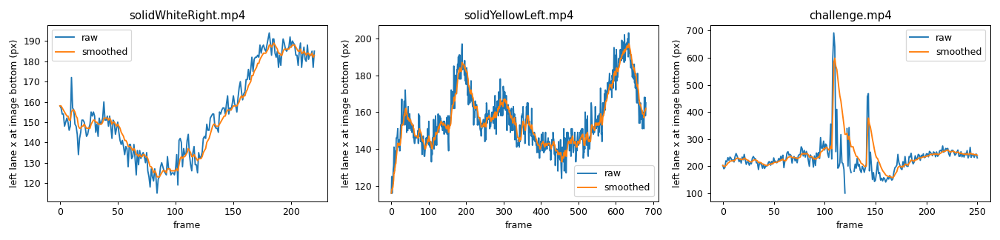 solidWhiteRight.mp4
left lane x at image bottom (px)
190
180
170
160
150
140
130
120
raw
smoothed
0 50 100 150 200
frame
solidYellowLeft.mp4
left lane x at image bottom (px)
200
180
160
140
120
raw
smoothed
0 100 200 300 400 500 600 700
frame
challenge.mp4
left lane x at image bottom (px)
700
600
500
400
300
200
100
raw
smoothed
0 50 100 150 200 250
frame